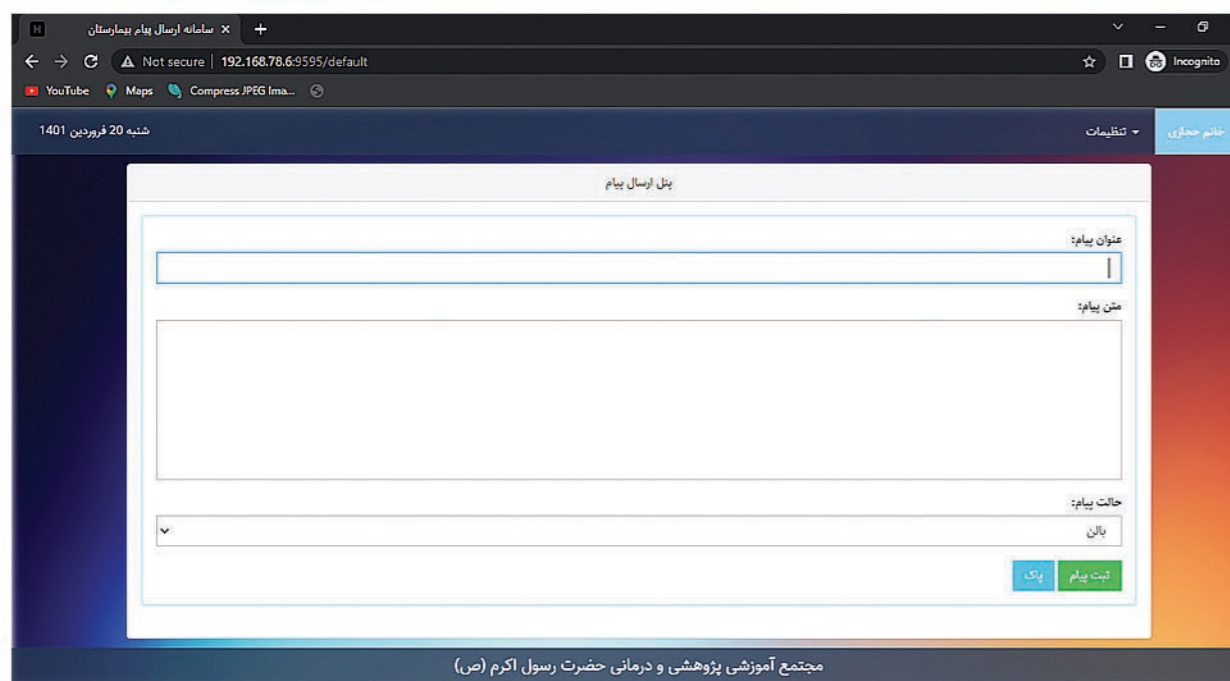 سامانه ارسال پیام بیمارستان
Not secure | 192.168.78.6:9595/default
Incognito
YouTube Maps Compress JPEG Ima...
خانم حجازی تنظیمات شنبه 20 فروردین 1401
پنل ارسال پیام
عنوان پیام:
متن پیام:
حالت پیام:
بالن
ثبت پیام پاک
مجتمع آموزشی پژوهشی و درمانی حضرت رسول اکرم (ص)